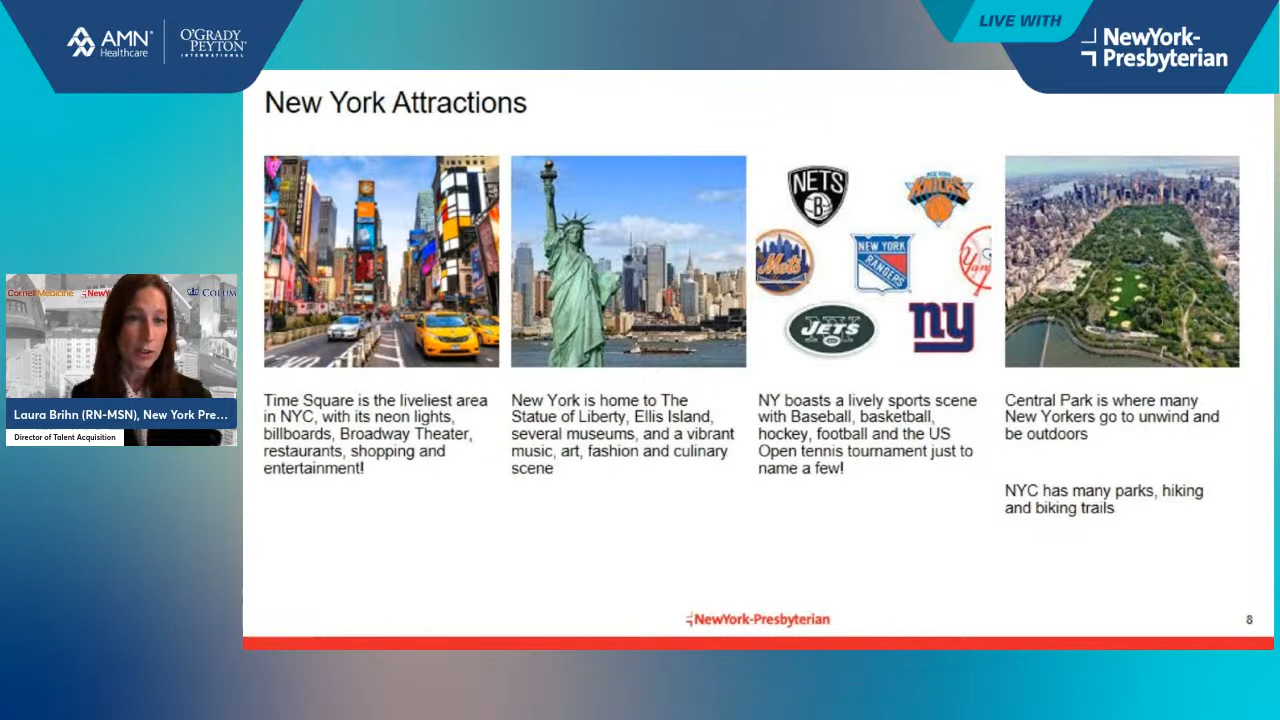 AMN
Healthcare
O'GRADY
PEYTON
INTERNATIONAL
LIVE WITH
NewYork-
Presbyterian
New York Attractions
NETS
B
NEW YORK
KNICKS
Mets
NEW YORK
RANGERS
Yan
JETS
ny
Time Square is the liveliest area
in NYC, with its neon lights,
billboards, Broadway Theater,
restaurants, shopping and
entertainment!
New York is home to The
Statue of Liberty, Ellis Island,
several museums, and a vibrant
music, art, fashion and culinary
scene
NY boasts a lively sports scene
with Baseball, basketball,
hockey, football and the US
Open tennis tournament just to
name a few!
Central Park is where many
New Yorkers go to unwind and
be outdoors
NYC has many parks, hiking
and biking trails
CornellMedicine
NewY
COLUM
Laura Brihn (RN-MSN), New York Pre...
Director of Talent Acquisition
NewYork-Presbyterian
8